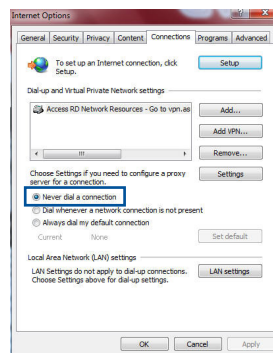 Internet Options
General Security Privacy Content Connections Programs Advanced
To set up an Internet connection, click
Setup.
Setup
Dial-up and Virtual Private Network settings
Access RD Network Resources - Go to vpn.as
Add...
Add VPN...
Remove...
Choose Settings if you need to configure a proxy
server for a connection.
Settings
Never dial a connection
Dial whenever a network connection is not present
Always dial my default connection
Current None
Set default
Local Area Network (LAN) settings
LAN Settings do not apply to dial-up connections.
Choose Settings above for dial-up settings.
LAN settings
OK Cancel Apply